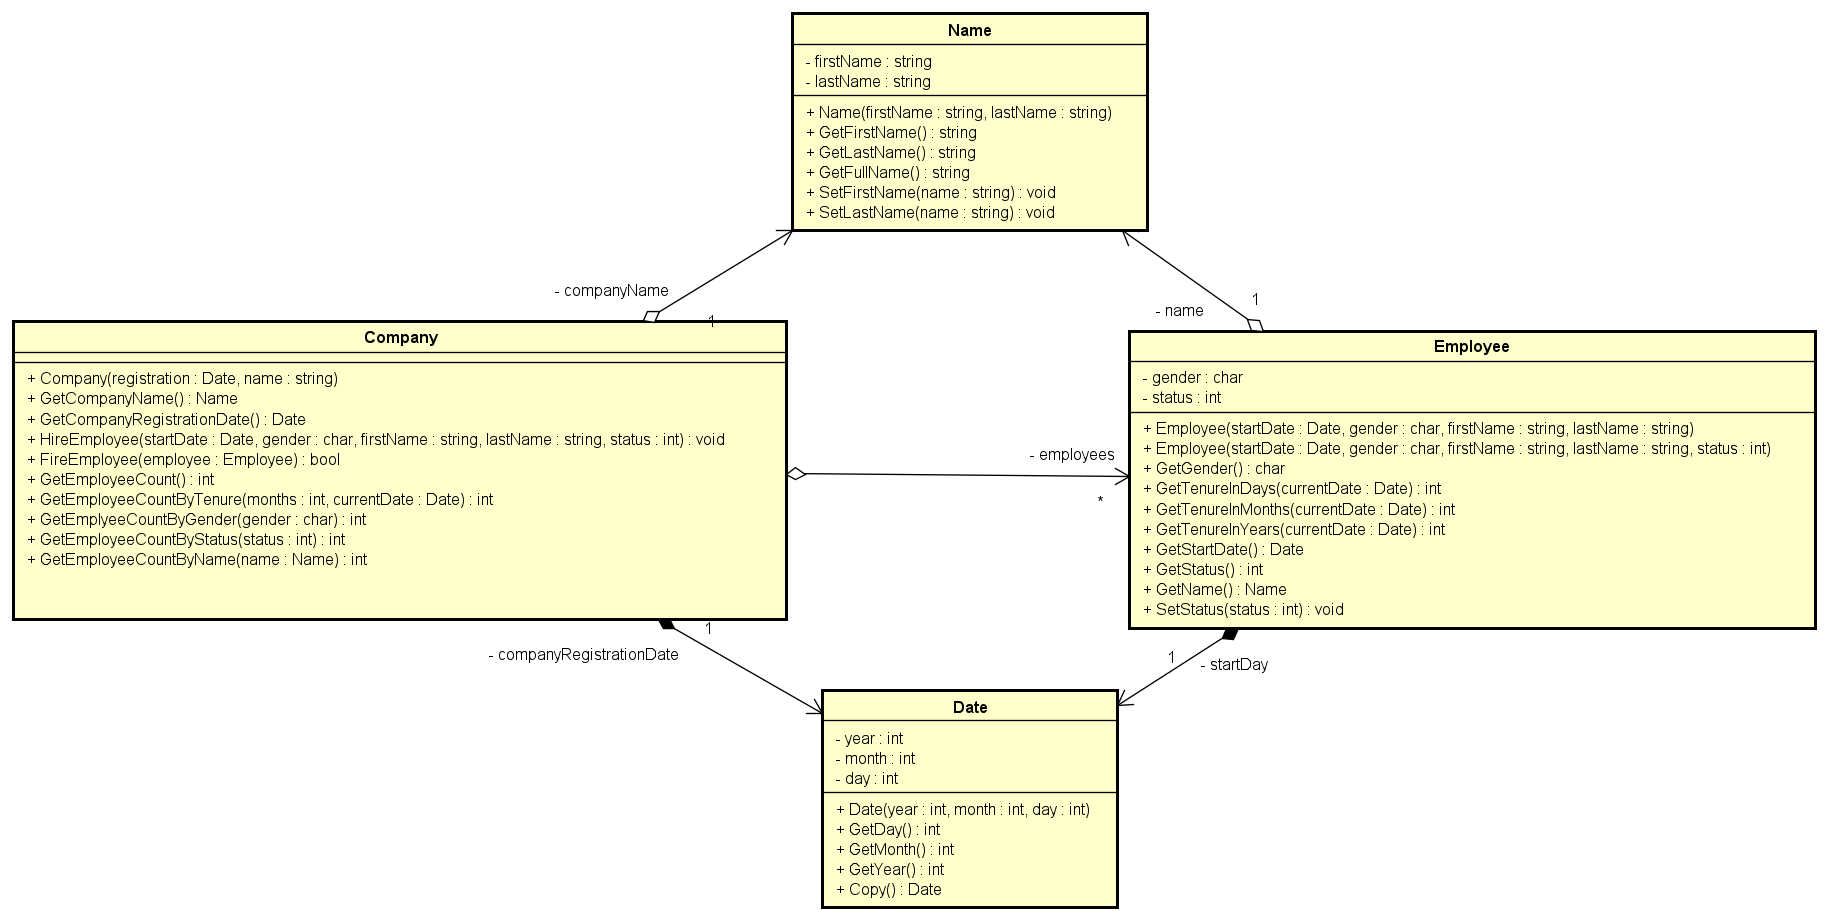 Name
- firstName : string
- lastName : string
+ Name(firstName : string, lastName : string)
+ GetFirstName() : string
+ GetLastName() : string
+ GetFullName() : string
+ SetFirstName(name : string) : void
+ SetLastName(name : string) : void
- companyName
1
- name
1
Company
+ Company(registration : Date, name : string)
+ GetCompanyName() : Name
+ GetCompanyRegistrationDate() : Date
+ HireEmployee(startDate : Date, gender : char, firstName : string, lastName : string, status : int) : void
+ FireEmployee(employee : Employee) : bool
+ GetEmployeeCount() : int
+ GetEmployeeCountByTenure(months : int, currentDate : Date) : int
+ GetEmplyeeCountByGender(gender : char) : int
+ GetEmployeeCountByStatus(status : int) : int
+ GetEmployeeCountByName(name : Name) : int
- employees
*
Employee
- gender : char
- status : int
+ Employee(startDate : Date, gender : char, firstName : string, lastName : string)
+ Employee(startDate : Date, gender : char, firstName : string, lastName : string, status : int)
+ GetGender() : char
+ GetTenureInDays(currentDate : Date) : int
+ GetTenureInMonths(currentDate : Date) : int
+ GetTenureInYears(currentDate : Date) : int
+ GetStartDate() : Date
+ GetStatus() : int
+ GetName() : Name
+ SetStatus(status : int) : void
1
- companyRegistrationDate
1
- startDay
Date
- year : int
- month : int
- day : int
+ Date(year : int, month : int, day : int)
+ GetDay() : int
+ GetMonth() : int
+ GetYear() : int
+ Copy() : Date